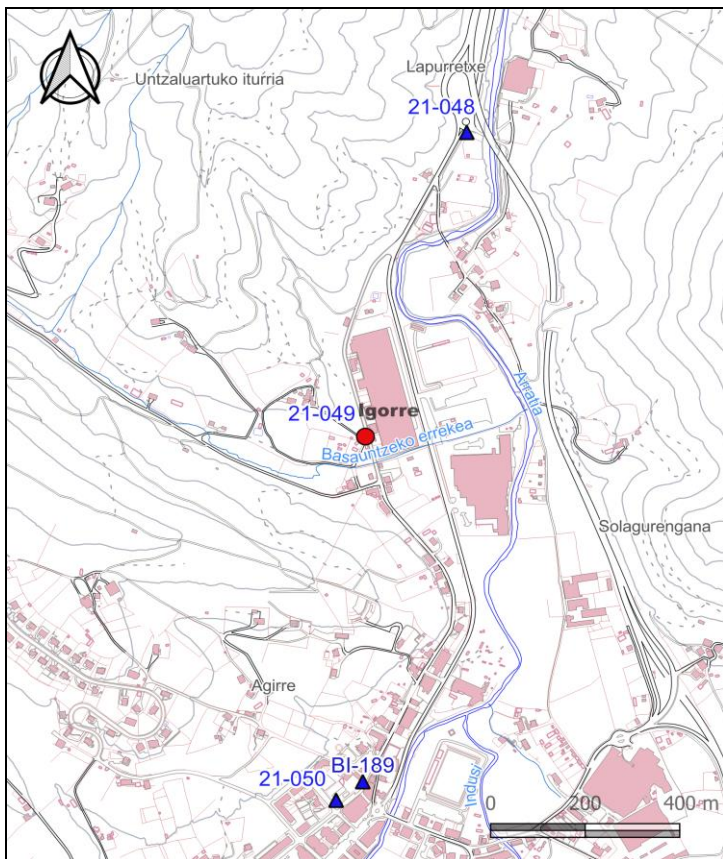 Untzaluartuko iturria
Lapurretxe
21-048
Arratia
21-049
Igorre
Basauntzeko errekea
Solagurengana
Agirre
BI-189
21-050
Indusi
0 200 400 m